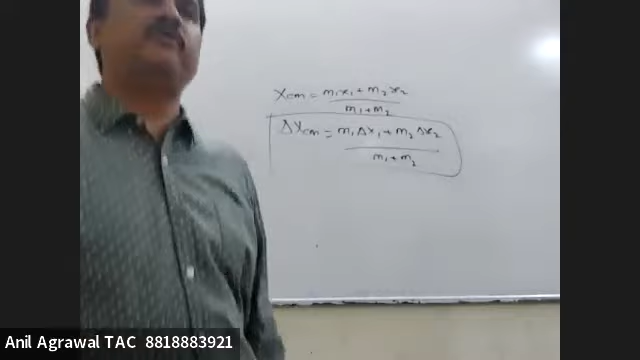 Xcm = m₁x₁ + m₂x₂
m₁ + m₂
ΔXcm = m₁Δx₁ + m₂Δx₂
m₁ + m₂
Anil Agrawal TAC 8818883921